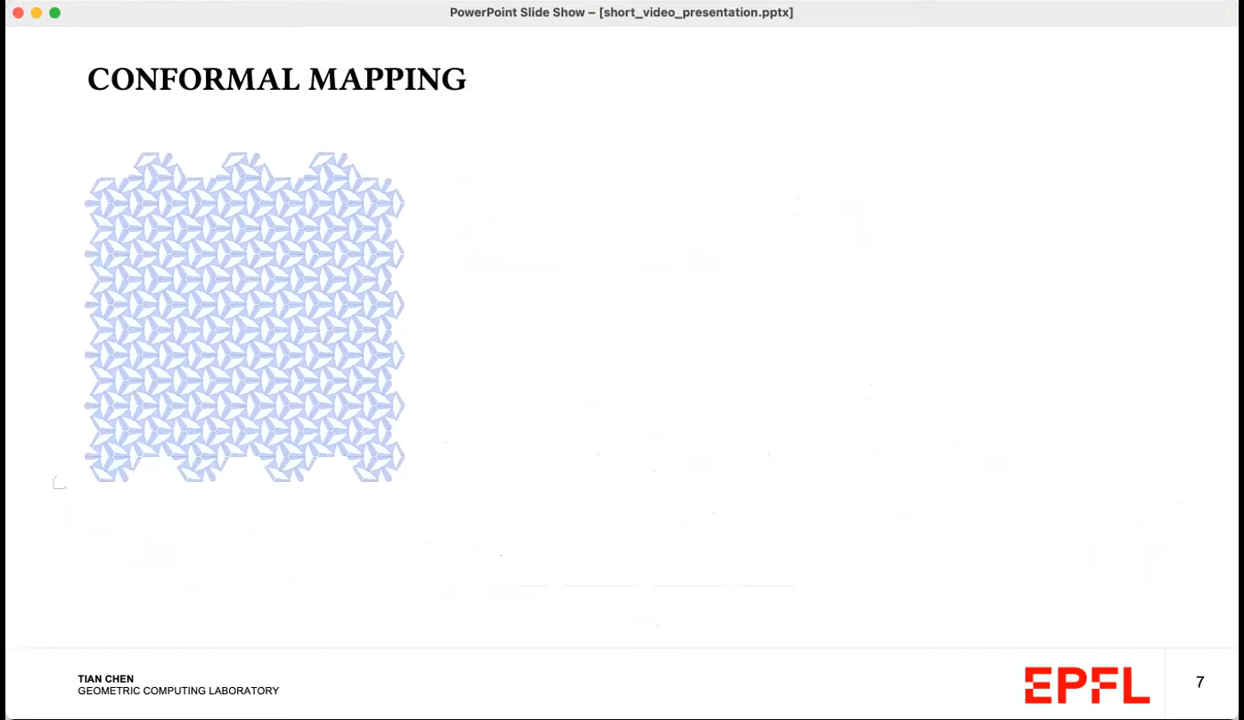 PowerPoint Slide Show – [short_video_presentation.pptx]
CONFORMAL MAPPING
TIAN CHEN
GEOMETRIC COMPUTING LABORATORY
EPFL
7